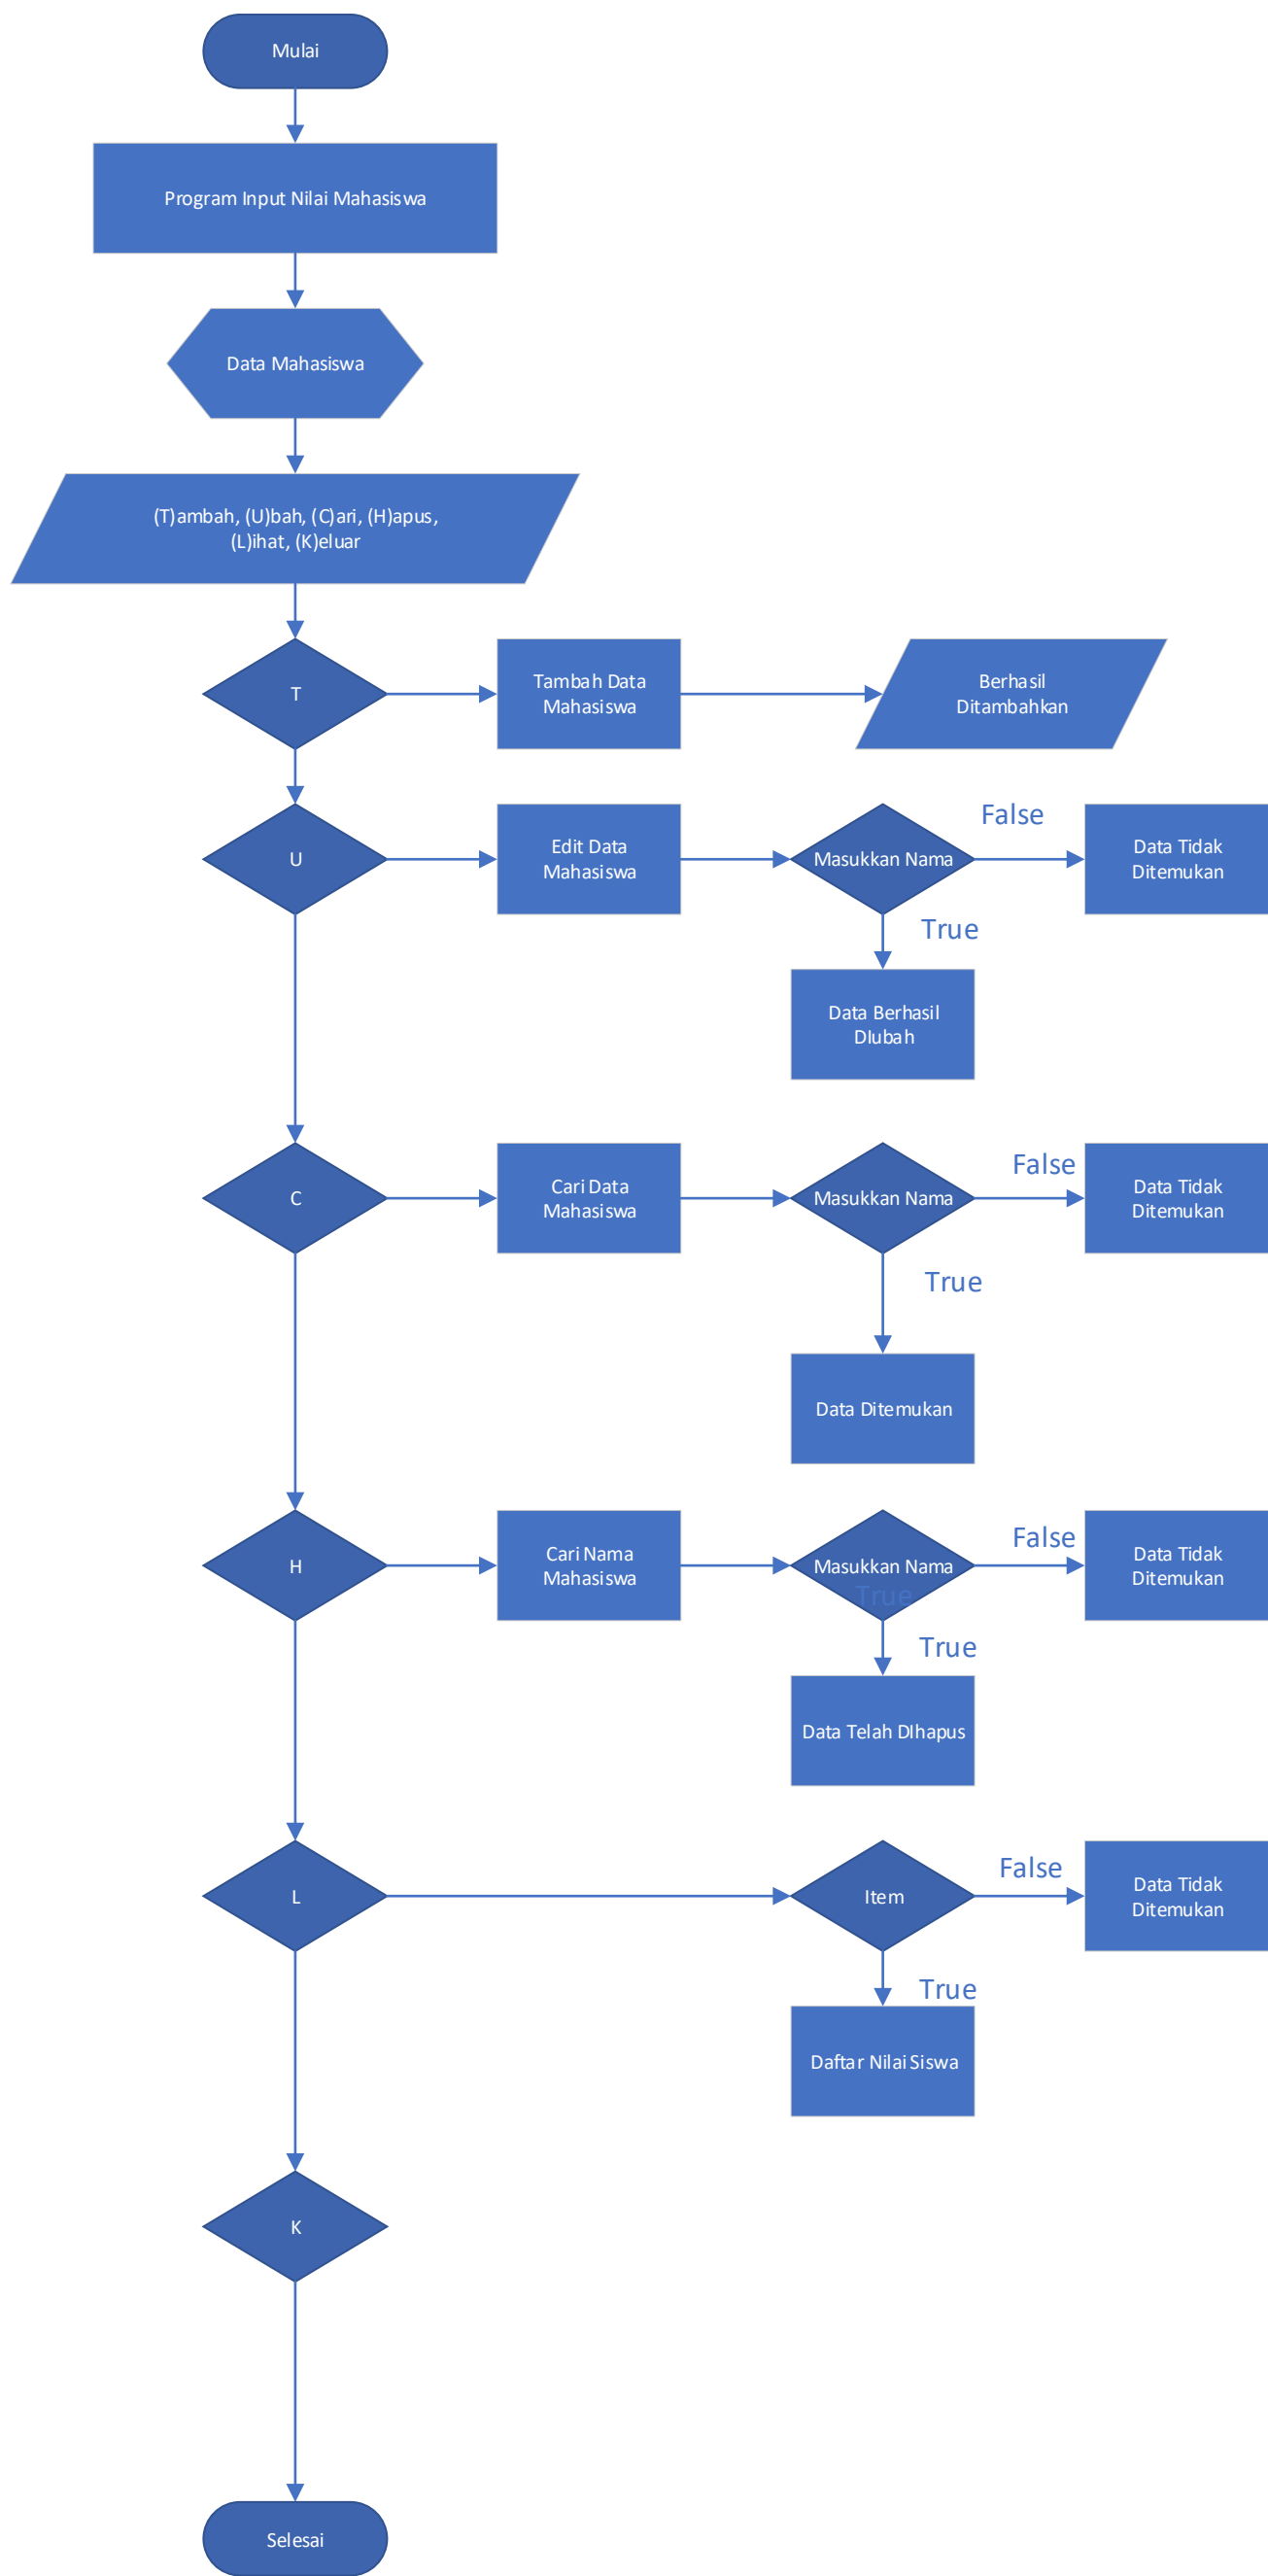 Mulai
Program Input Nilai Mahasiswa
Data Mahasiswa
(T)ambah, (U)bah, (C)ari, (H)apus,
(L)ihat, (K)eluar
T
Tambah Data
Mahasiswa
Berhasil
Ditambahkan
U
Edit Data
Mahasiswa
Masukkan Nama
False
Data Tidak
Ditemukan
True
Data Berhasil
DIubah
C
Cari Data
Mahasiswa
Masukkan Nama
False
Data Tidak
Ditemukan
True
Data Ditemukan
H
Cari Nama
Mahasiswa
Masukkan Nama
True
False
Data Tidak
Ditemukan
True
Data Telah DIhapus
L
Item
False
Data Tidak
Ditemukan
True
Daftar Nilai Siswa
K
Selesai